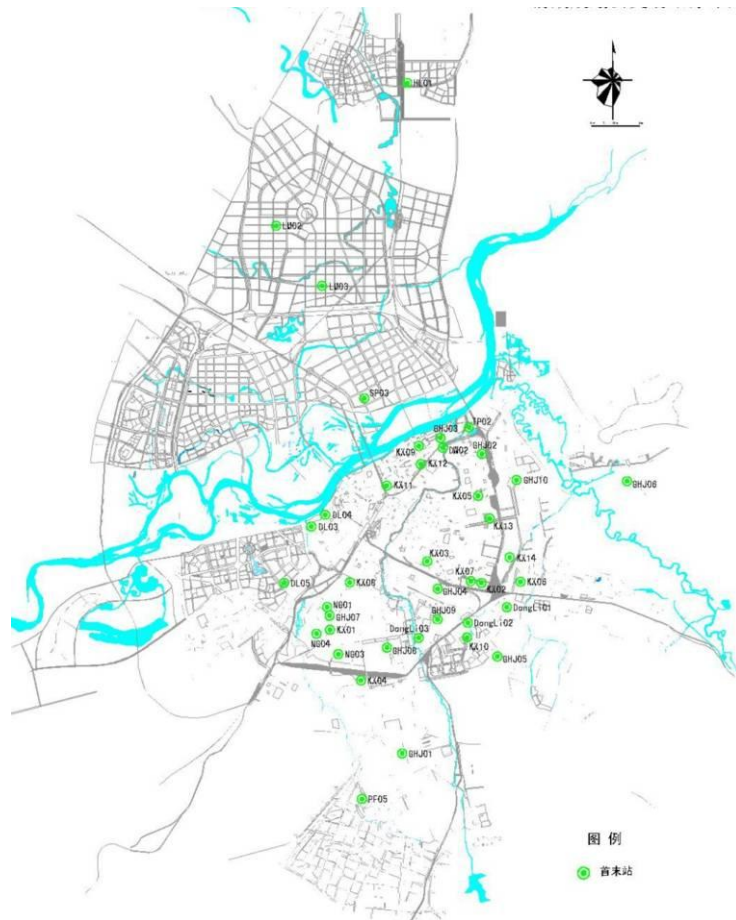 HL01
LW02
LW03
SP03
TP02
GHJ03
GHJ02
DW02
KX09
KX12
GHJ10
GHJ06
KX11
KX05
DL04
KX13
DL03
KX14
KX03
KX07
DL05
KX08
KX02
KX06
GHJ04
NG01
DongLi01
GHJ07
GHJ09
DongLi02
KX01
DongLi03
NG04
KX10
GHJ08
NG03
GHJ05
KX04
GHJ01
PF05
图 例
首末站